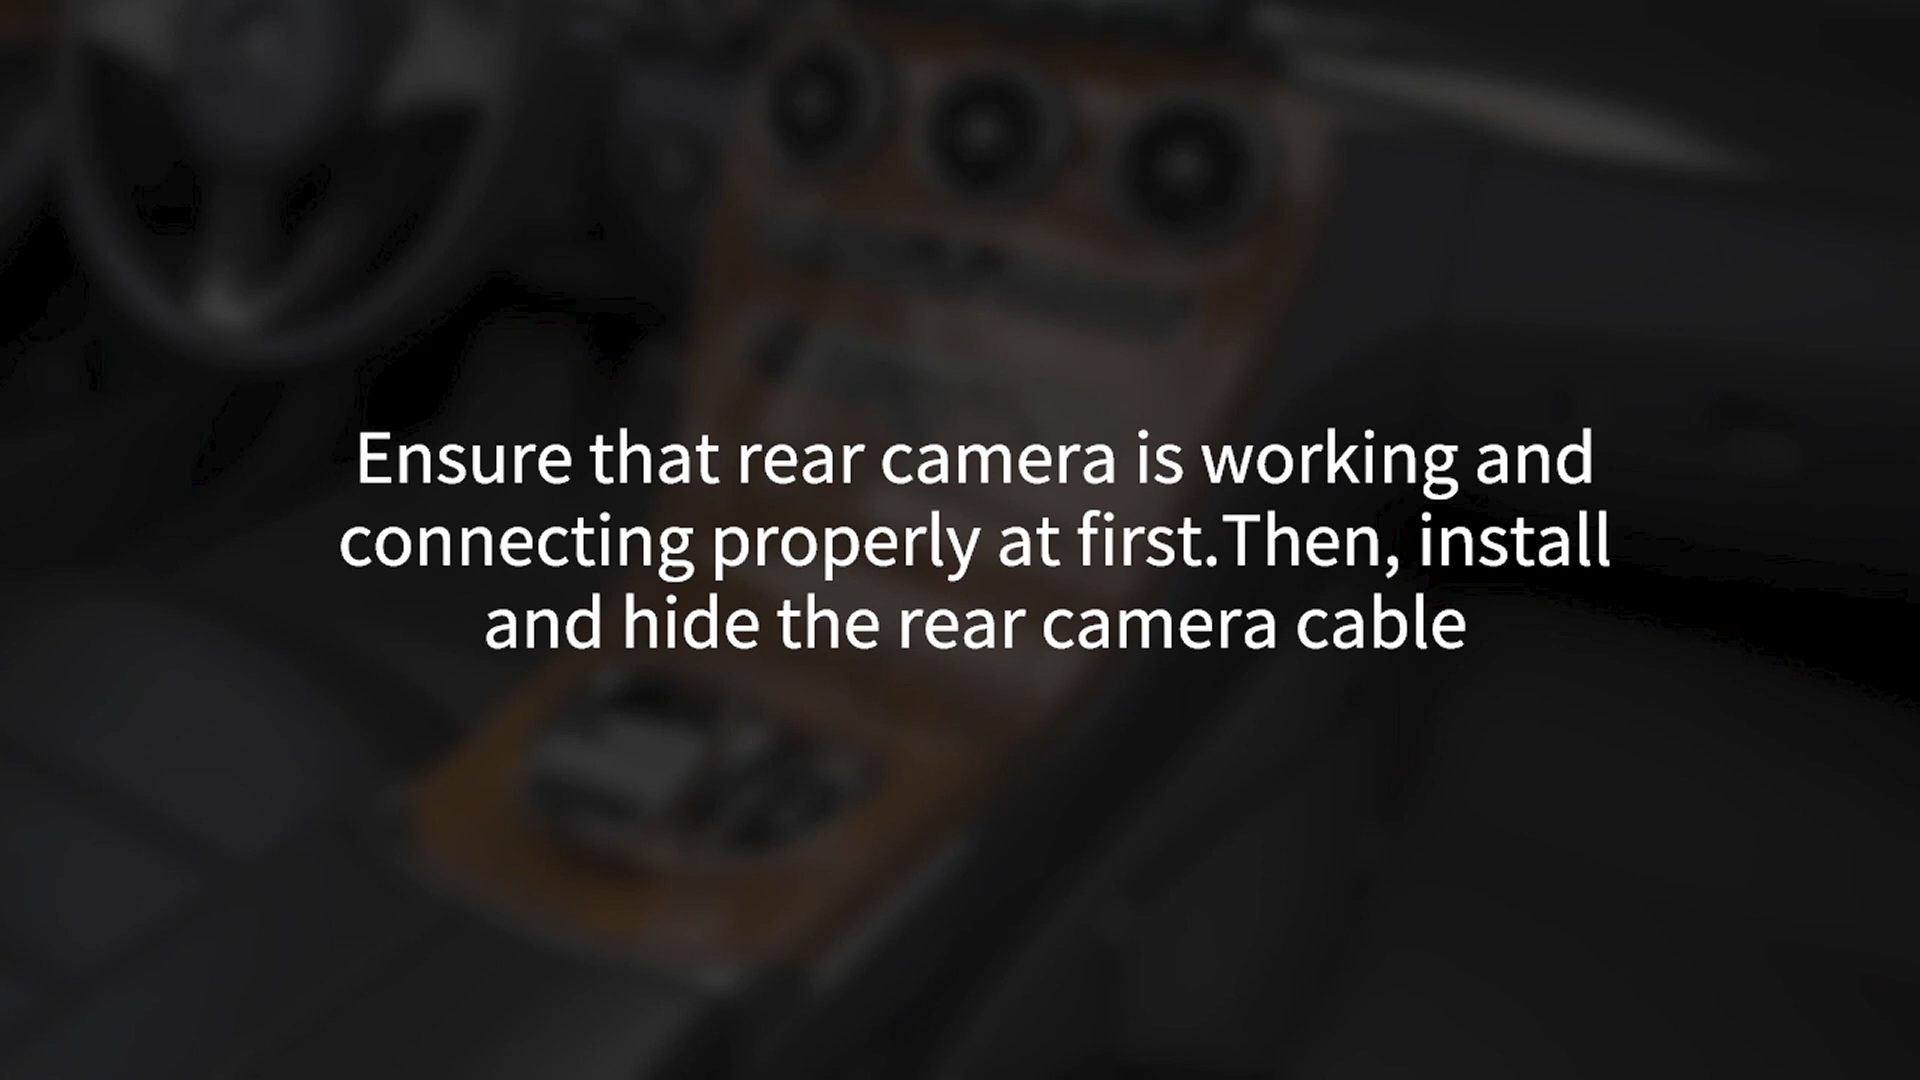 Ensure that rear camera is working and
connecting properly at first.Then, install
and hide the rear camera cable